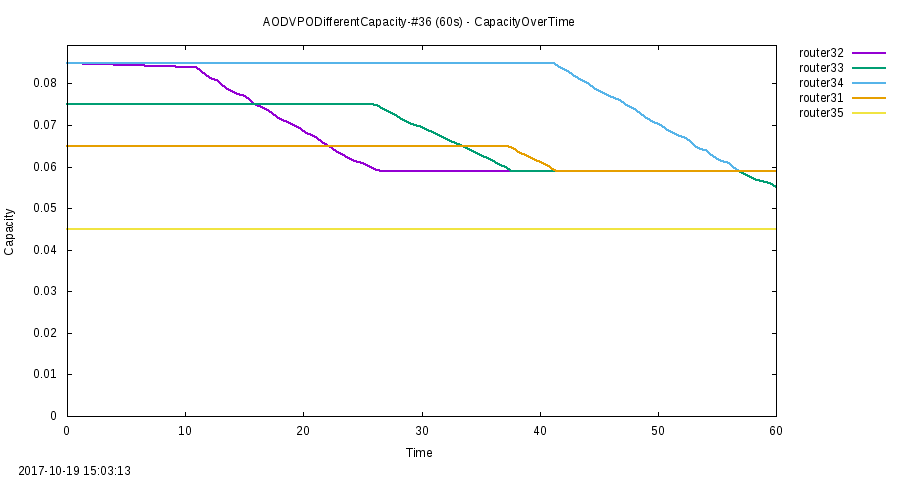 AODVPODifferentCapacity-#36 (60s) - CapacityOverTime
router32
router33
router34
router31
router35
0.08
0.07
0.06
0.05
0.04
0.03
0.02
0.01
0
Capacity
0 10 20 30 40 50 60
Time
2017-10-19 15:03:13